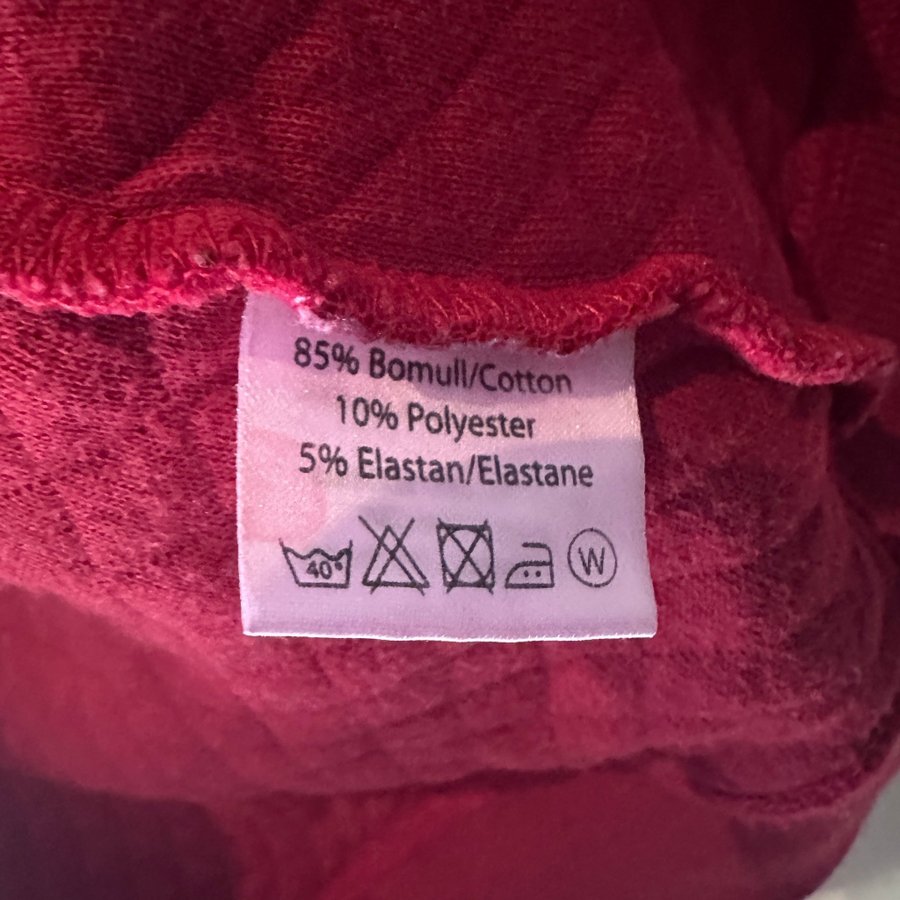 85% Bomull/Cotton
10% Polyester
5% Elastan/Elastane
40° W